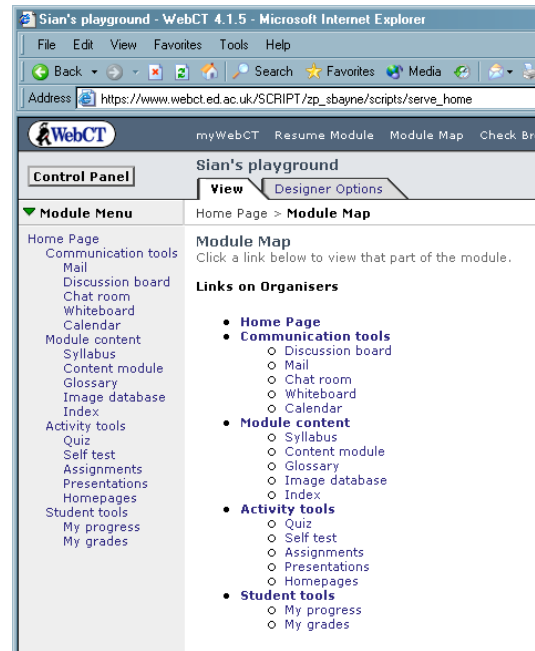 Sian's playground - WebCT 4.1.5 - Microsoft Internet Explorer
File Edit View Favorites Tools Help
Back Search Favorites Media
Address https://www.webct.ed.ac.uk/SCRIPT/zp_sbayne/scripts/serve_home
WebCT myWebCT Resume Module Module Map Check Br
Control Panel
Sian's playground
View Designer Options
Module Menu
Home Page > Module Map
Home Page
Communication tools
Mail
Discussion board
Chat room
Whiteboard
Calendar
Module content
Syllabus
Content module
Glossary
Image database
Index
Activity tools
Quiz
Self test
Assignments
Presentations
Homepages
Student tools
My progress
My grades
Module Map
Click a link below to view that part of the module.
Links on Organisers
Home Page
Communication tools
Discussion board
Mail
Chat room
Whiteboard
Calendar
Module content
Syllabus
Content module
Glossary
Image database
Index
Activity tools
Quiz
Self test
Assignments
Presentations
Homepages
Student tools
My progress
My grades